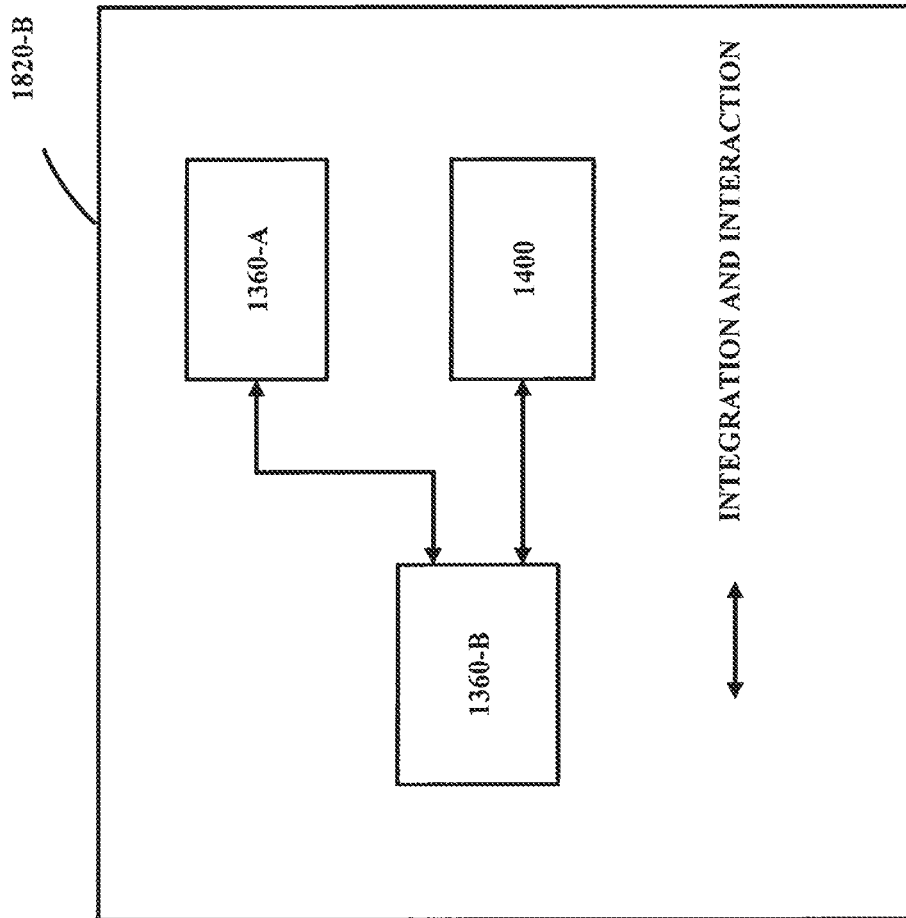 1820-B
1360-A
1400
1360-B
INTEGRATION AND INTERACTION